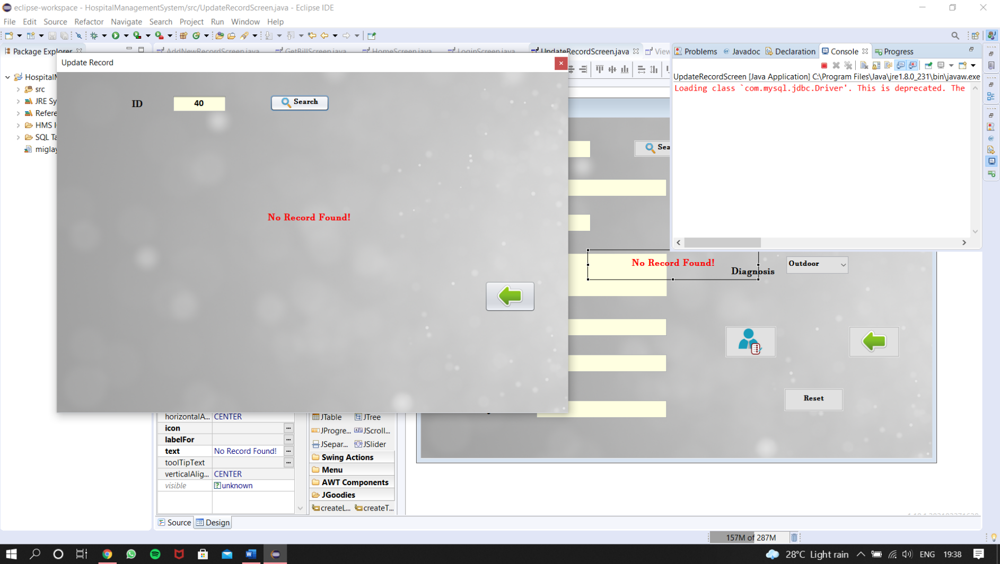 eclipse-workspace - HospitalManagementSystem/src/UpdateRecordScreen.java - Eclipse IDE
File Edit Source Refactor Navigate Search Project Run Window Help
Package Explorer
AddNewRecordScreen.java GetBillScreen.java HomeScreen.java LoginScreen.java UpdateRecordScreen.java View
Problems @ Javadoc Declaration Console Progress
UpdateRecordScreen [Java Application] C:\Program Files\Java\jre1.8.0_231\bin\javaw.exe
Loading class `com.mysql.jdbc.Driver'. This is deprecated. The
Update Record
ID 40 Search
No Record Found!
src
JRE Sy
Refere
HMS I
SQL Ta
miglay
Sea
No Record Found!
Diagnosis
Outdoor
Reset
horizontalA... CENTER
icon
labelFor
text No Record Found!
toolTipText
verticalAlig... CENTER
visible unknown
JTable JTree
JProgre... JScroll...
JSepar... JSlider
Swing Actions
Menu
AWT Components
JGoodies
createL... createT...
Source Design
157M of 287M
28°C Light rain ENG 19:38